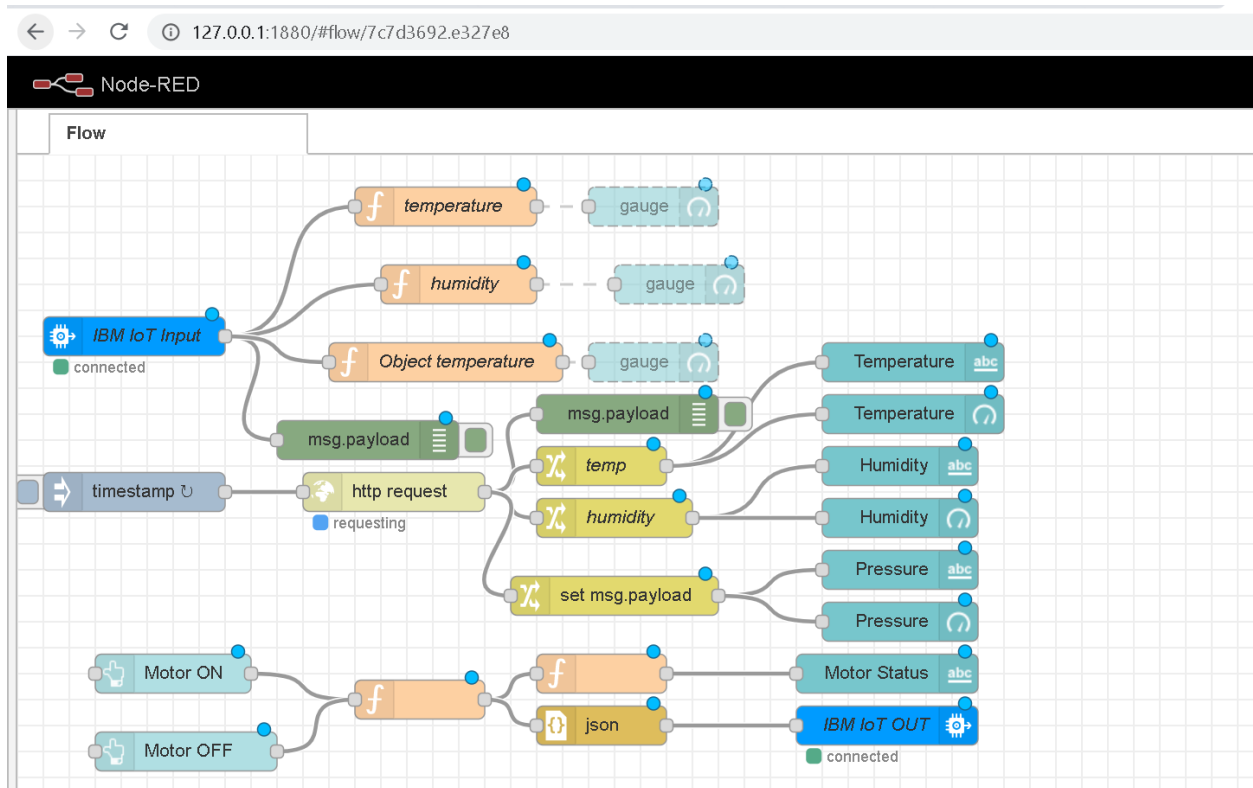 127.0.0.1:1880/#flow/7c7d3692.e327e8
Node-RED
Flow
temperature
gauge
humidity
gauge
IBM IoT Input
connected
Object temperature
gauge
Temperature abc
msg.payload
Temperature
msg.payload
temp
Humidity abc
timestamp ↻
http request
requesting
humidity
Humidity
set msg.payload
Pressure abc
Pressure
Motor ON
Motor Status abc
json
IBM IoT OUT
connected
Motor OFF